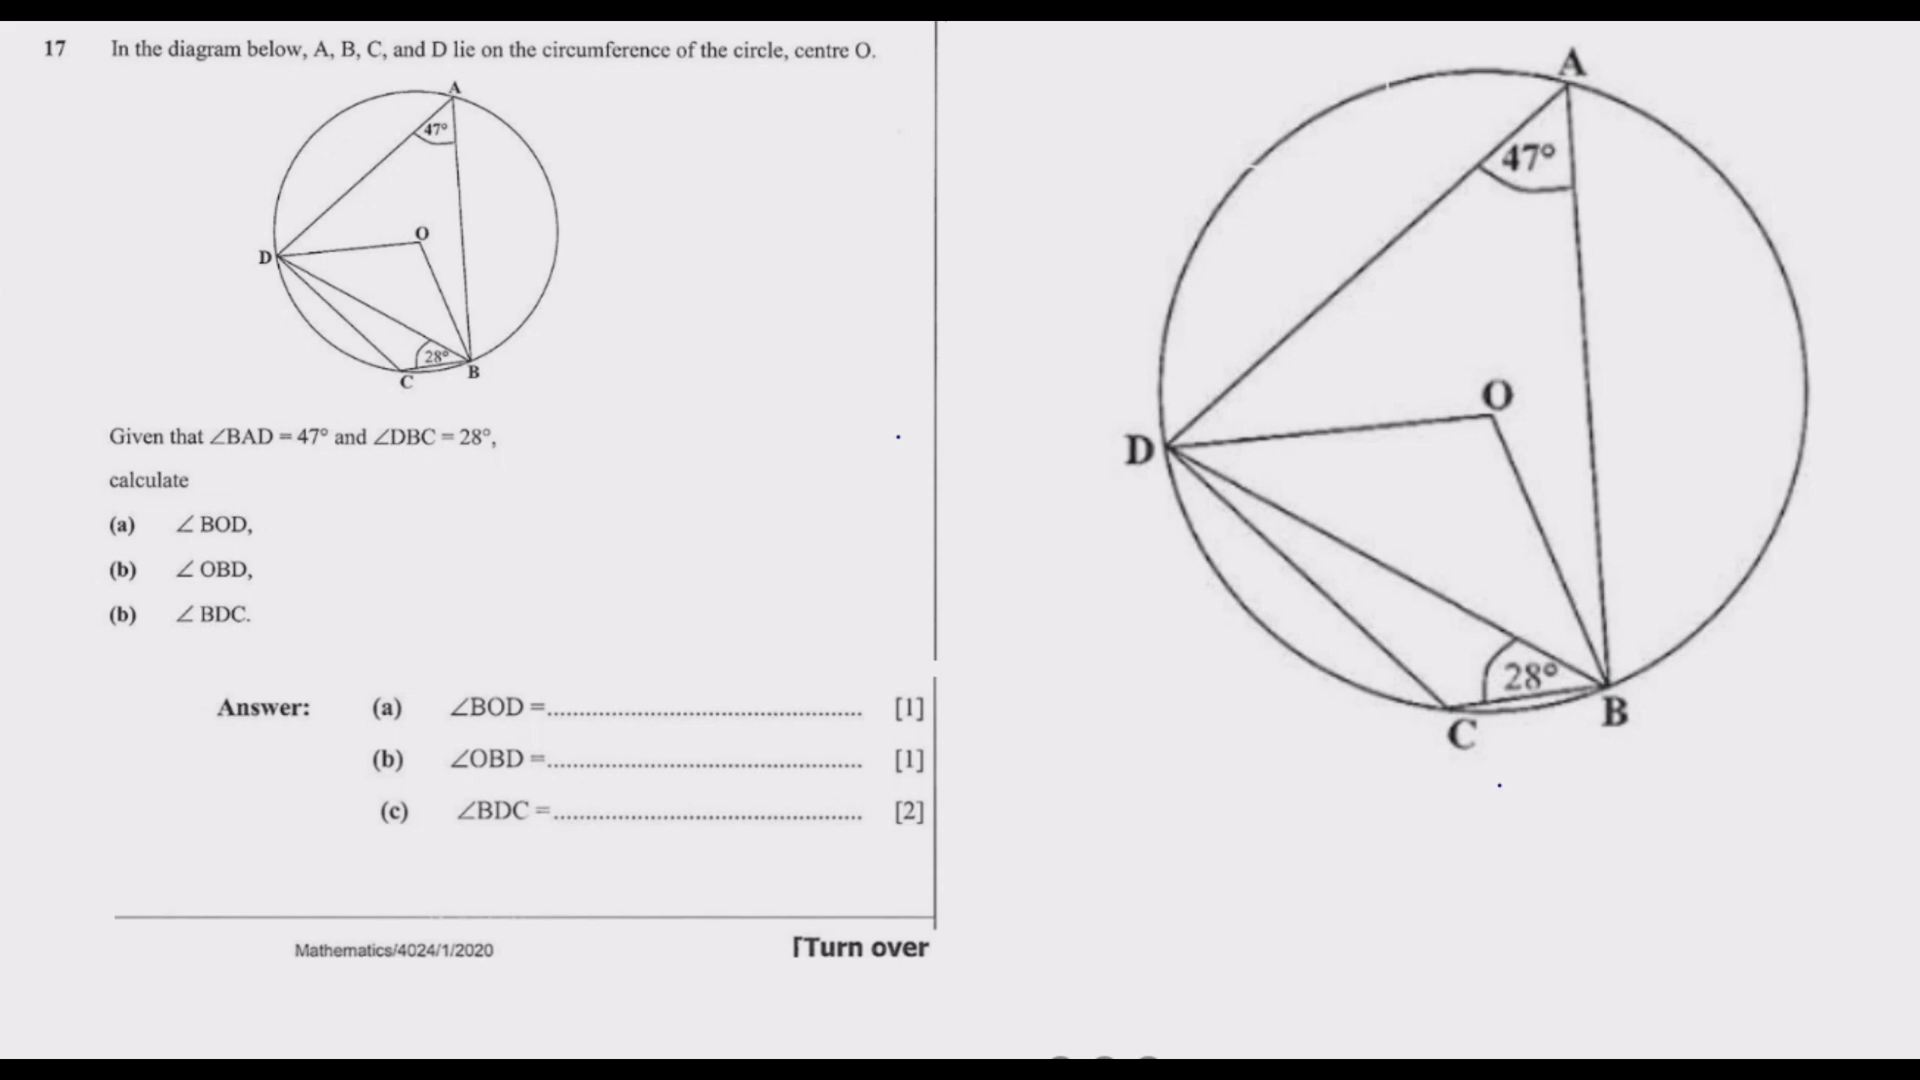 17 In the diagram below, A, B, C, and D lie on the circumference of the circle, centre O.
A
47°
O
D
28°
C
B
Given that ∠BAD = 47° and ∠DBC = 28°,
calculate
(a) ∠ BOD,
(b) ∠ OBD,
(b) ∠ BDC.
Answer: (a) ∠BOD =............................................... [1]
(b) ∠OBD =............................................... [1]
(c) ∠BDC =.............................................. [2]
Mathematics/4024/1/2020
[Turn over
A
47°
O
D
28°
B
C